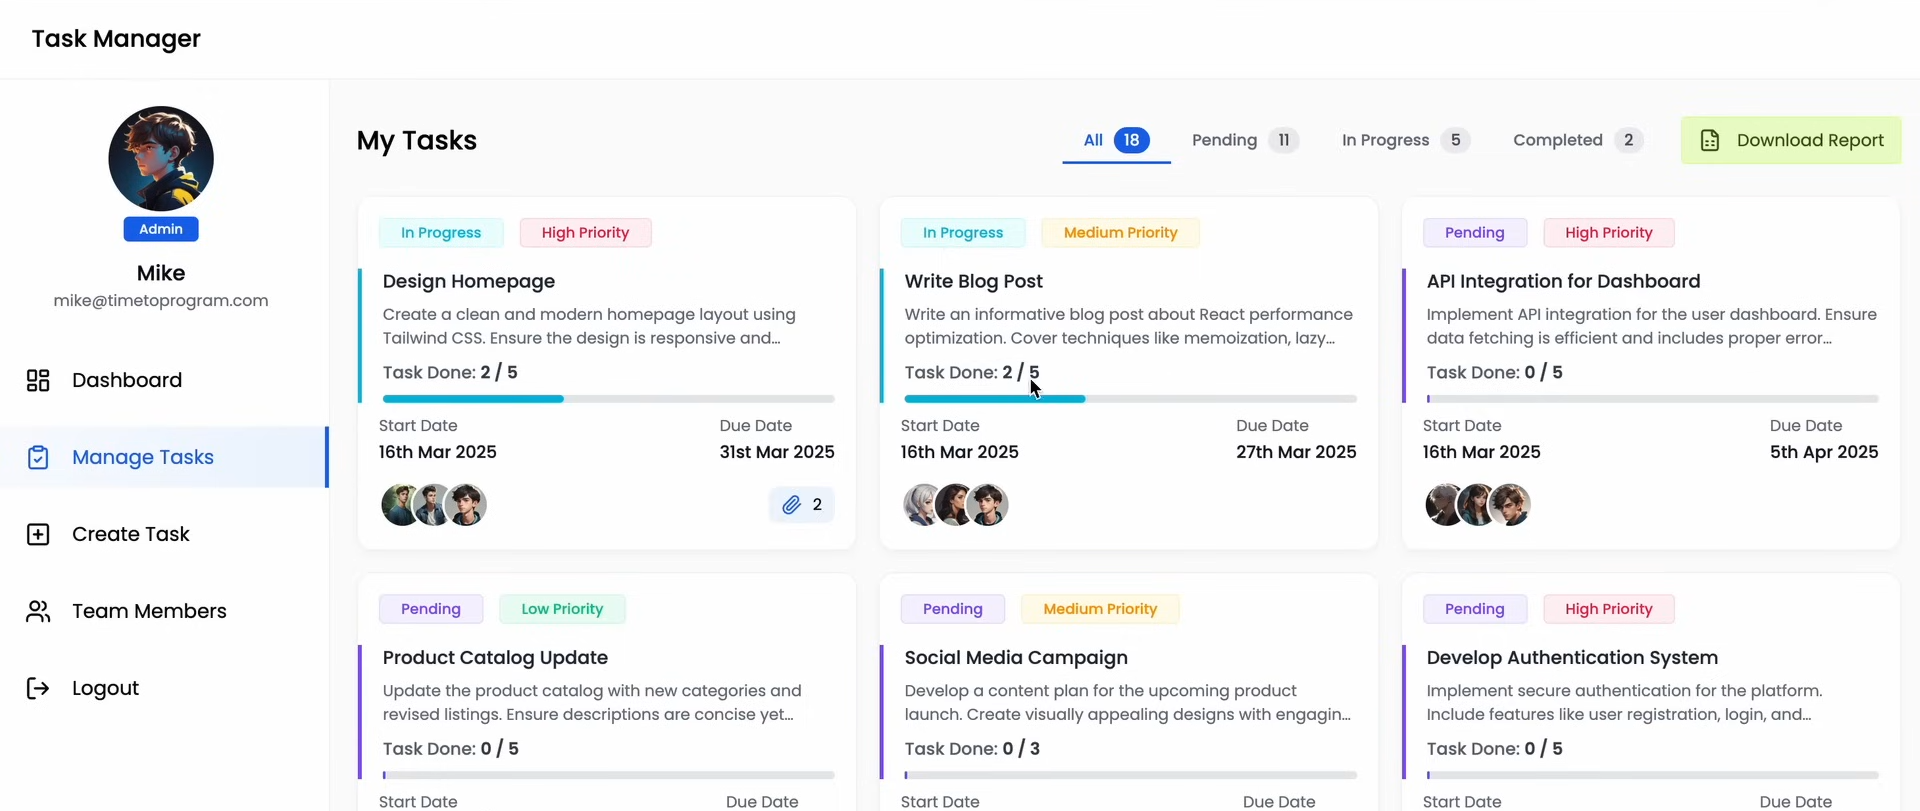 Task Manager
Admin
Mike
mike@timetoprogram.com
Dashboard
Manage Tasks
Create Task
Team Members
Logout
My Tasks
All 18 Pending 11 In Progress 5 Completed 2 Download Report
In Progress High Priority
Design Homepage
Create a clean and modern homepage layout using
Tailwind CSS. Ensure the design is responsive and...
Task Done: 2 / 5
Start Date Due Date
16th Mar 2025 31st Mar 2025
2
In Progress Medium Priority
Write Blog Post
Write an informative blog post about React performance
optimization. Cover techniques like memoization, lazy...
Task Done: 2 / 5
Start Date Due Date
16th Mar 2025 27th Mar 2025
Pending High Priority
API Integration for Dashboard
Implement API integration for the user dashboard. Ensure
data fetching is efficient and includes proper error...
Task Done: 0 / 5
Start Date Due Date
16th Mar 2025 5th Apr 2025
Pending Low Priority
Product Catalog Update
Update the product catalog with new categories and
revised listings. Ensure descriptions are concise yet...
Task Done: 0 / 5
Start Date Due Date
Pending Medium Priority
Social Media Campaign
Develop a content plan for the upcoming product
launch. Create visually appealing designs with engagin...
Task Done: 0 / 3
Start Date Due Date
Pending High Priority
Develop Authentication System
Implement secure authentication for the platform.
Include features like user registration, login, and...
Task Done: 0 / 5
Start Date Due Date